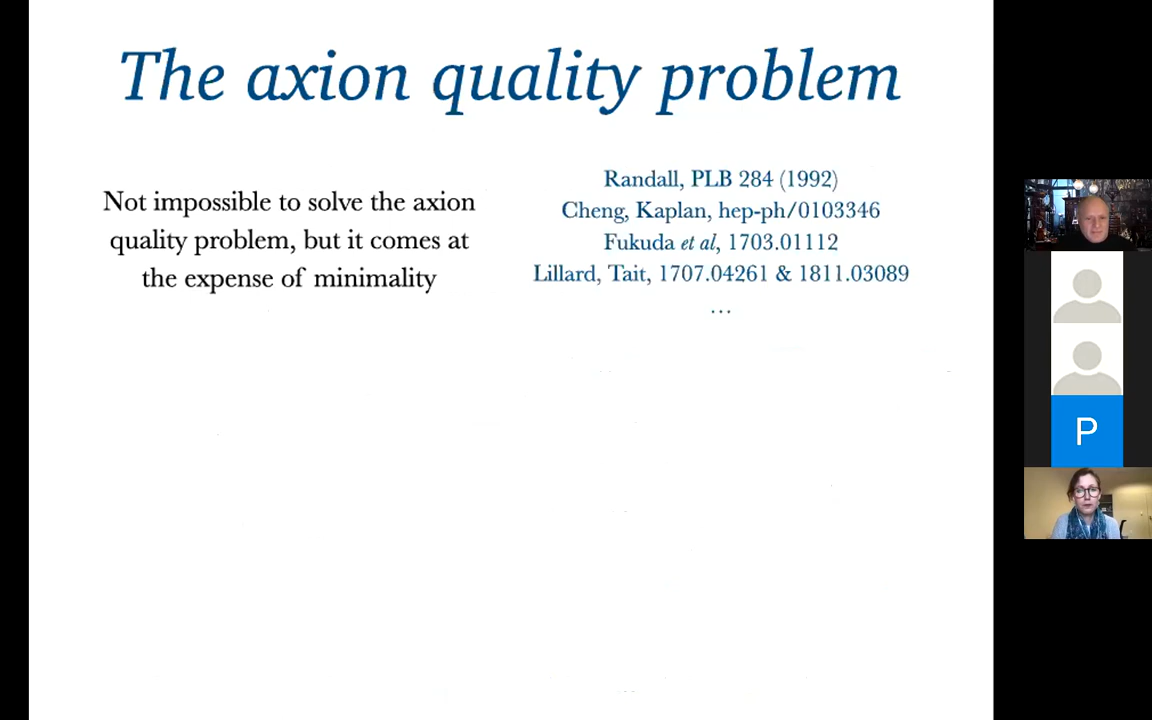 The axion quality problem
Not impossible to solve the axion
quality problem, but it comes at
the expense of minimality
Randall, PLB 284 (1992)
Cheng, Kaplan, hep-ph/0103346
Fukuda et al, 1703.01112
Lillard, Tait, 1707.04261 & 1811.03089
...
P